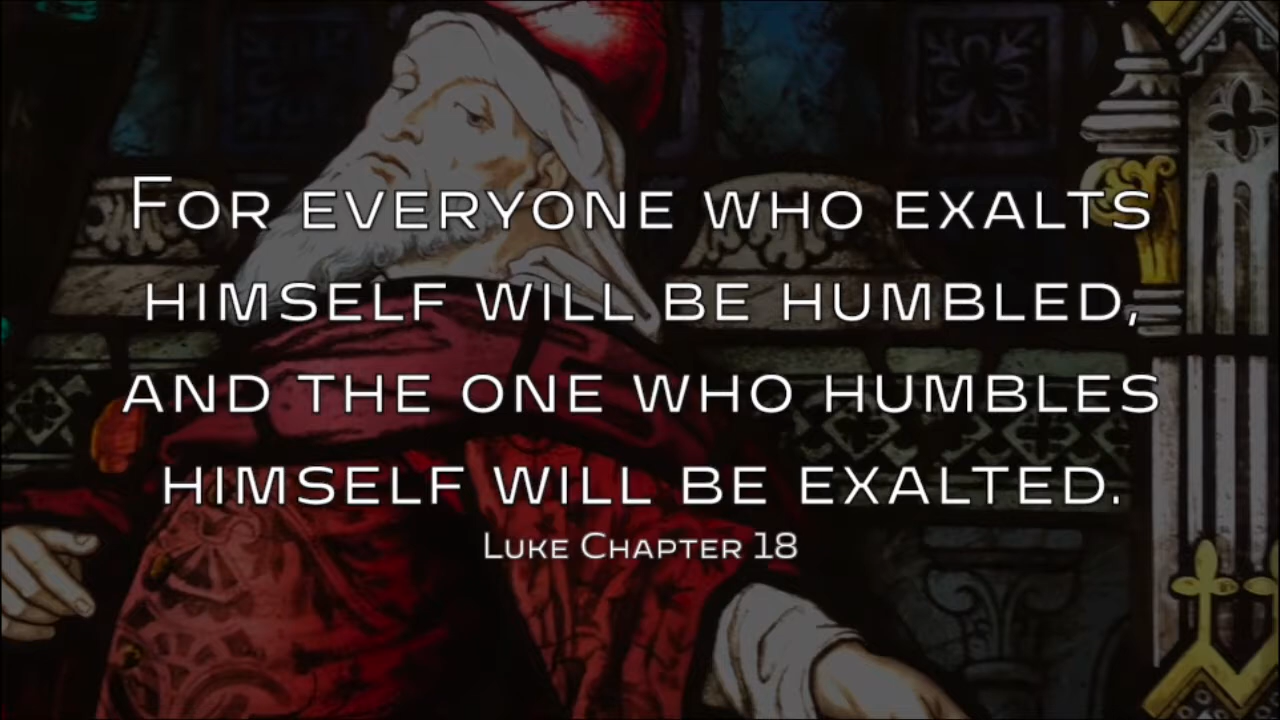 For everyone who exalts
himself will be humbled,
and the one who humbles
himself will be exalted.
Luke Chapter 18